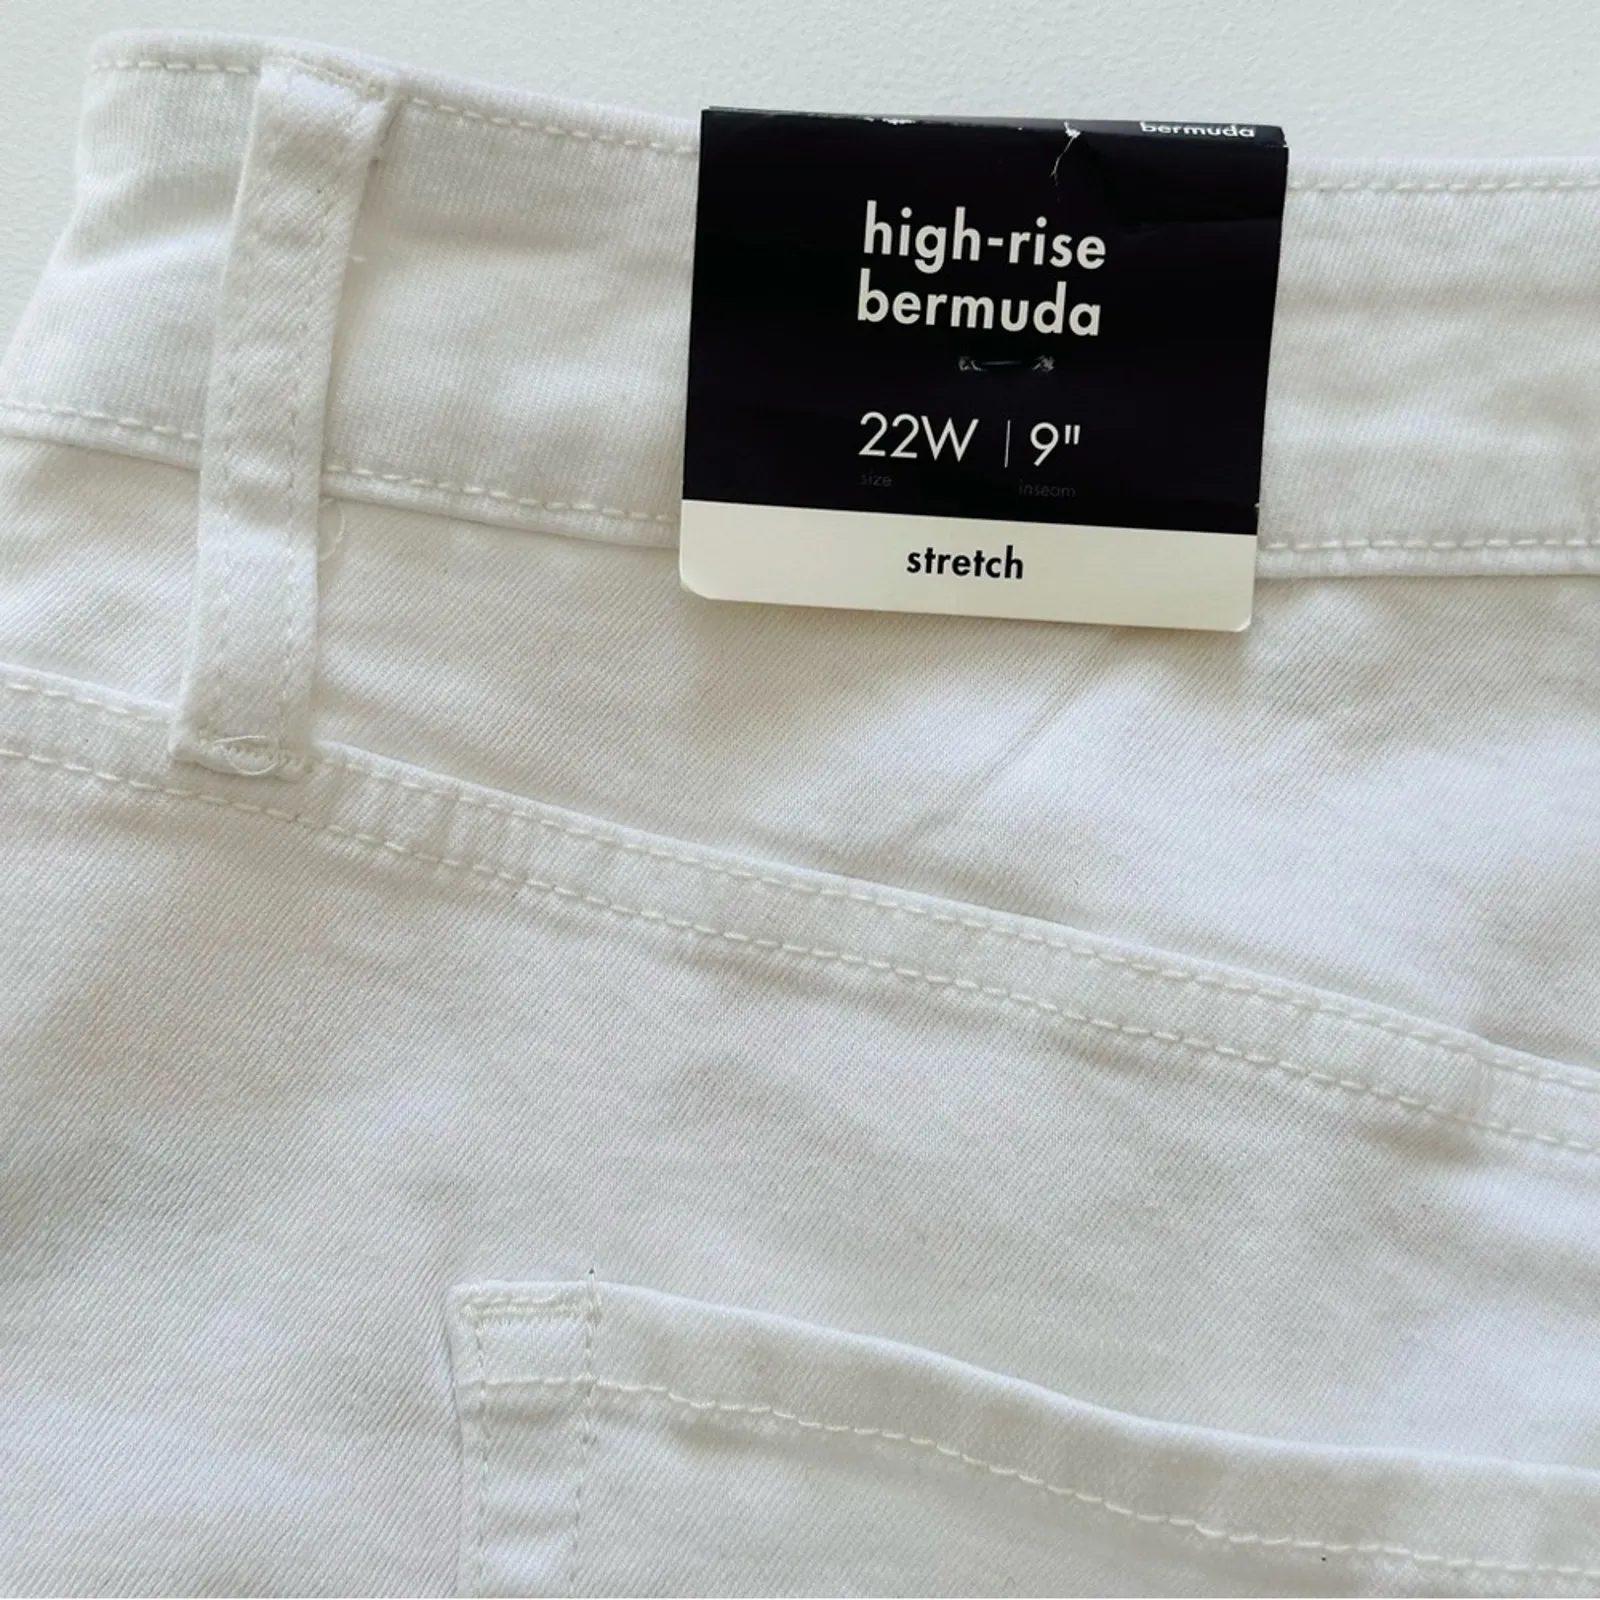 bermuda
high-rise
bermuda
22W | 9"
size inseam
stretch